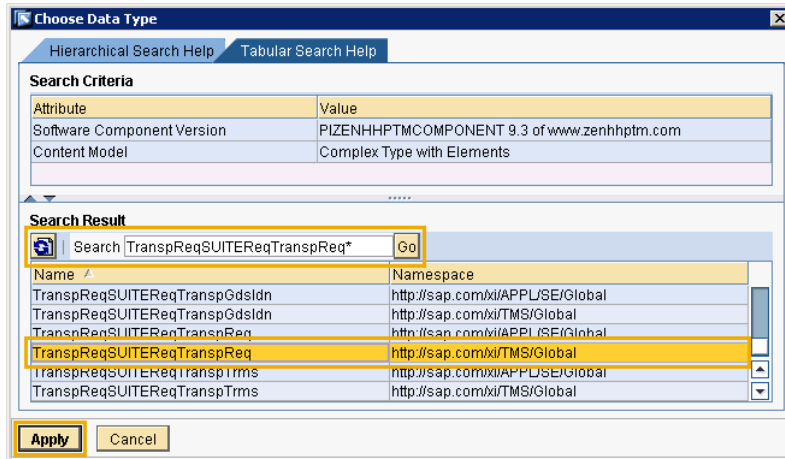 Choose Data Type
Hierarchical Search Help Tabular Search Help
Search Criteria
Attribute Value
Software Component Version PIZENHHPTMCOMPONENT 9.3 of www.zenhhptm.com
Content Model Complex Type with Elements
Search Result
Search TranspReqSUITEReqTranspReq* Go
Name Namespace
TranspReqSUITEReqTranspGdsIdn http://sap.com/xi/APPL/SE/Global
TranspReqSUITEReqTranspGdsIdn http://sap.com/xi/TMS/Global
TranspReqSUITEReqTranspReq http://sap.com/xi/APPL/SE/Global
TranspReqSUITEReqTranspReq http://sap.com/xi/TMS/Global
TranspReqSUITEReqTranspTrms http://sap.com/xi/APPL/SE/Global
TranspReqSUITEReqTranspTrms http://sap.com/xi/TMS/Global
Apply Cancel